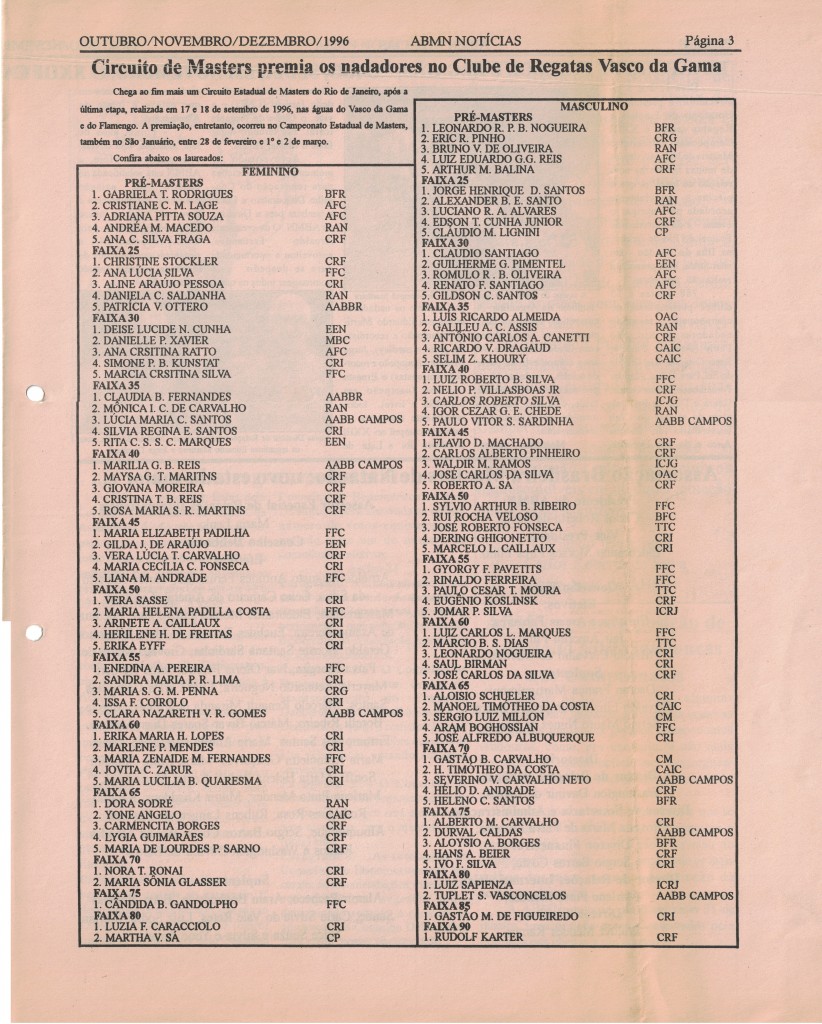 OUTUBRO/NOVEMBRO/DEZEMBRO/1996 ABMN NOTÍCIAS Página 3
Circuito de Masters premia os nadadores no Clube de Regatas Vasco da Gama
Chega ao fim mais um Circuito Estadual de Masters do Rio de Janeiro, após a
última etapa, realizada em 17 e 18 de setembro de 1996, nas águas do Vasco da Gama
e do Flamengo. A premiação, entretanto, ocorreu no Campeonato Estadual de Masters,
também no São Januário, entre 28 de fevereiro e 1º e 2 de março.
Confira abaixo os laureados:
FEMININO
PRÉ-MASTERS
1. GABRIELA T. RODRIGUES BFR
2. CRISTIANE C. M. LAGE AFC
3. ADRIANA PITTA SOUZA AFC
4. ANDRÉA M. MACEDO RAN
5. ANA C. SILVA FRAGA CRF
FAIXA 25
1. CHRISTINE STOCKLER CRF
2. ANA LÚCIA SILVA FFC
3. ALINE ARAÚJO PESSOA CRI
4. DANIELA C. SALDANHA RAN
5. PATRÍCIA V. OTTERO AABBR
FAIXA 30
1. DEISE LUCIDE N. CUNHA EEN
2. DANIELLE P. XAVIER MBC
3. ANA CRSITINA RATTO AFC
4. SIMONE P. B. KUNSTAT CRI
5. MARCIA CRSITINA SILVA FFC
FAIXA 35
1. CLAUDIA B. FERNANDES AABBR
2. MÔNICA I. C. DE CARVALHO RAN
3. LÚCIA MARIA C. SANTOS AABB CAMPOS
4. SILVIA REGINA E. SANTOS CRI
5. RITA C. S. S. C. MARQUES EEN
FAIXA 40
1. MARILIA G. B. REIS AABB CAMPOS
2. MAYSA G. T. MARITNS CRF
3. GIOVANA MOREIRA CRF
4. CRISTINA T. B. REIS CRF
5. ROSA MARIA S. R. MARTINS CRF
FAIXA 45
1. MARIA ELIZABETH PADILHA FFC
2. GILDA J. DE ARAÚJO EEN
3. VERA LÚCIA T. CARVALHO CRF
4. MARIA CECÍLIA C. FONSECA CRI
5. LIANA M. ANDRADE FFC
FAIXA 50
1. VERA SASSE CRI
2. MARIA HELENA PADILLA COSTA FFC
3. ARINETE A. CAILLAUX CRI
4. HERILENE H. DE FREITAS CRI
5. ERIKA EYFF CRI
FAIXA 55
1. ENEDINA A. PEREIRA FFC
2. SANDRA MARIA P. R. LIMA CRI
3. MARIA S. G. M. PENNA CRG
4. ISSA F. COIROLO CRI
5. CLARA NAZARETH V. R. GOMES AABB CAMPOS
FAIXA 60
1. ERIKA MARIA H. LOPES CRI
2. MARLENE P. MENDES CRI
3. MARIA ZENAIDE M. FERNANDES FFC
4. JOVITA C. ZARUR CRI
5. MARIA LUCILIA B. QUARESMA CRI
FAIXA 65
1. DORA SODRÉ RAN
2. YONE ANGELO CAIC
3. CARMENCITA BORGES CRF
4. LYGIA GUIMARÃES CRF
5. MARIA DE LOURDES P. SARNO CRF
FAIXA 70
1. NORA T. RONAI CRI
2. MARIA SÔNIA GLASSER CRF
FAIXA 75
1. CÂNDIDA B. GANDOLPHO FFC
FAIXA 80
1. LUZIA F. CARACCIOLO CRI
2. MARTHA V. SÁ CP
MASCULINO
PRÉ-MASTERS
1. LEONARDO R. P. B. NOGUEIRA BFR
2. ERIC R. PINHO CRG
3. BRUNO V. DE OLIVEIRA RAN
4. LUIZ EDUARDO G.G. REIS AFC
5. ARTHUR M. BALINA CRF
FAIXA 25
1. JORGE HENRIQUE D. SANTOS BFR
2. ALEXANDER B. E. SANTO RAN
3. LUCIANO R. A. ALVARES AFC
4. EDSON T. CUNHA JUNIOR CRF
5. CLÁUDIO M. LIGNINI CP
FAIXA 30
1. CLAUDIO SANTIAGO AFC
2. GUILHERME G. PIMENTEL EEN
3. ROMULO R . B. OLIVEIRA AFC
4. RENATO F. SANTIAGO AFC
5. GILDSON C. SANTOS CRF
FAIXA 35
1. LUÍS RICARDO ALMEIDA OAC
2. GALILEU A. C. ASSIS RAN
3. ANTÔNIO CARLOS A. CANETTI CRF
4. RICARDO V. DRAGAUD CAIC
5. SELIM Z. KHOURY CAIC
FAIXA 40
1. LUIZ ROBERTO B. SILVA FFC
2. NELIO P. VILLASBOAS JR CRF
3. CARLOS ROBERTO SILVA ICJG
4. IGOR CEZAR G. E. CHEDE RAN
5. PAULO VITOR S. SARDINHA AABB CAMPOS
FAIXA 45
1. FLAVIO D. MACHADO CRF
2. CARLOS ALBERTO PINHEIRO CRF
3. WALDIR M. RAMOS ICJG
4. JOSÉ CARLOS DA SILVA OAC
5. ROBERTO A. SA CRF
FAIXA 50
1. SYLVIO ARTHUR B. RIBEIRO FFC
2. RUI ROCHA VELOSO BFC
3. JOSÉ ROBERTO FONSECA TTC
4. DERING GHIGONETTO CRI
5. MARCELO L. CAILLAUX CRI
FAIXA 55
1. GYORGY F. PAVETITS FFC
2. RINALDO FERREIRA FFC
3. PAULO CESAR T. MOURA TTC
4. EUGÊNIO KOSLINSK CRF
5. JOMAR P. SILVA ICRJ
FAIXA 60
1. LUIZ CARLOS L. MARQUES FFC
2. MÁRCIO B. S. DIAS TTC
3. LEONARDO NOGUEIRA CRI
4. SAUL BIRMAN CRI
5. JOSÉ CARLOS DA SILVA CRF
FAIXA 65
1. ALOISIO SCHUELER CRI
2. MANOEL TIMÓTHEO DA COSTA CAIC
3. SÉRGIO LUIZ MILLON CM
4. ARAM BOGHOSSIAN FFC
5. JOSÉ ALFREDO ALBUQUERQUE CRI
FAIXA 70
1. GASTÃO B. CARVALHO CM
2. H. TIMÓTHEO DA COSTA CAIC
3. SEVERINO V. CARVALHO NETO AABB CAMPOS
4. HÉLIO D. ANDRADE CRF
5. HELENO C. SANTOS BFR
FAIXA 75
1. ALBERTO M. CARVALHO CRI
2. DURVAL CALDAS AABB CAMPOS
3. ALOYSIO A. BORGES BFR
4. HANS A. BEIER CRF
5. IVO F. SILVA CRI
FAIXA 80
1. LUIZ SAPIENZA ICRJ
2. TUPLET S. VASCONCELOS AABB CAMPOS
FAIXA 85
1. GASTÃO M. DE FIGUEIREDO CRI
FAIXA 90
1. RUDOLF KARTER CRF